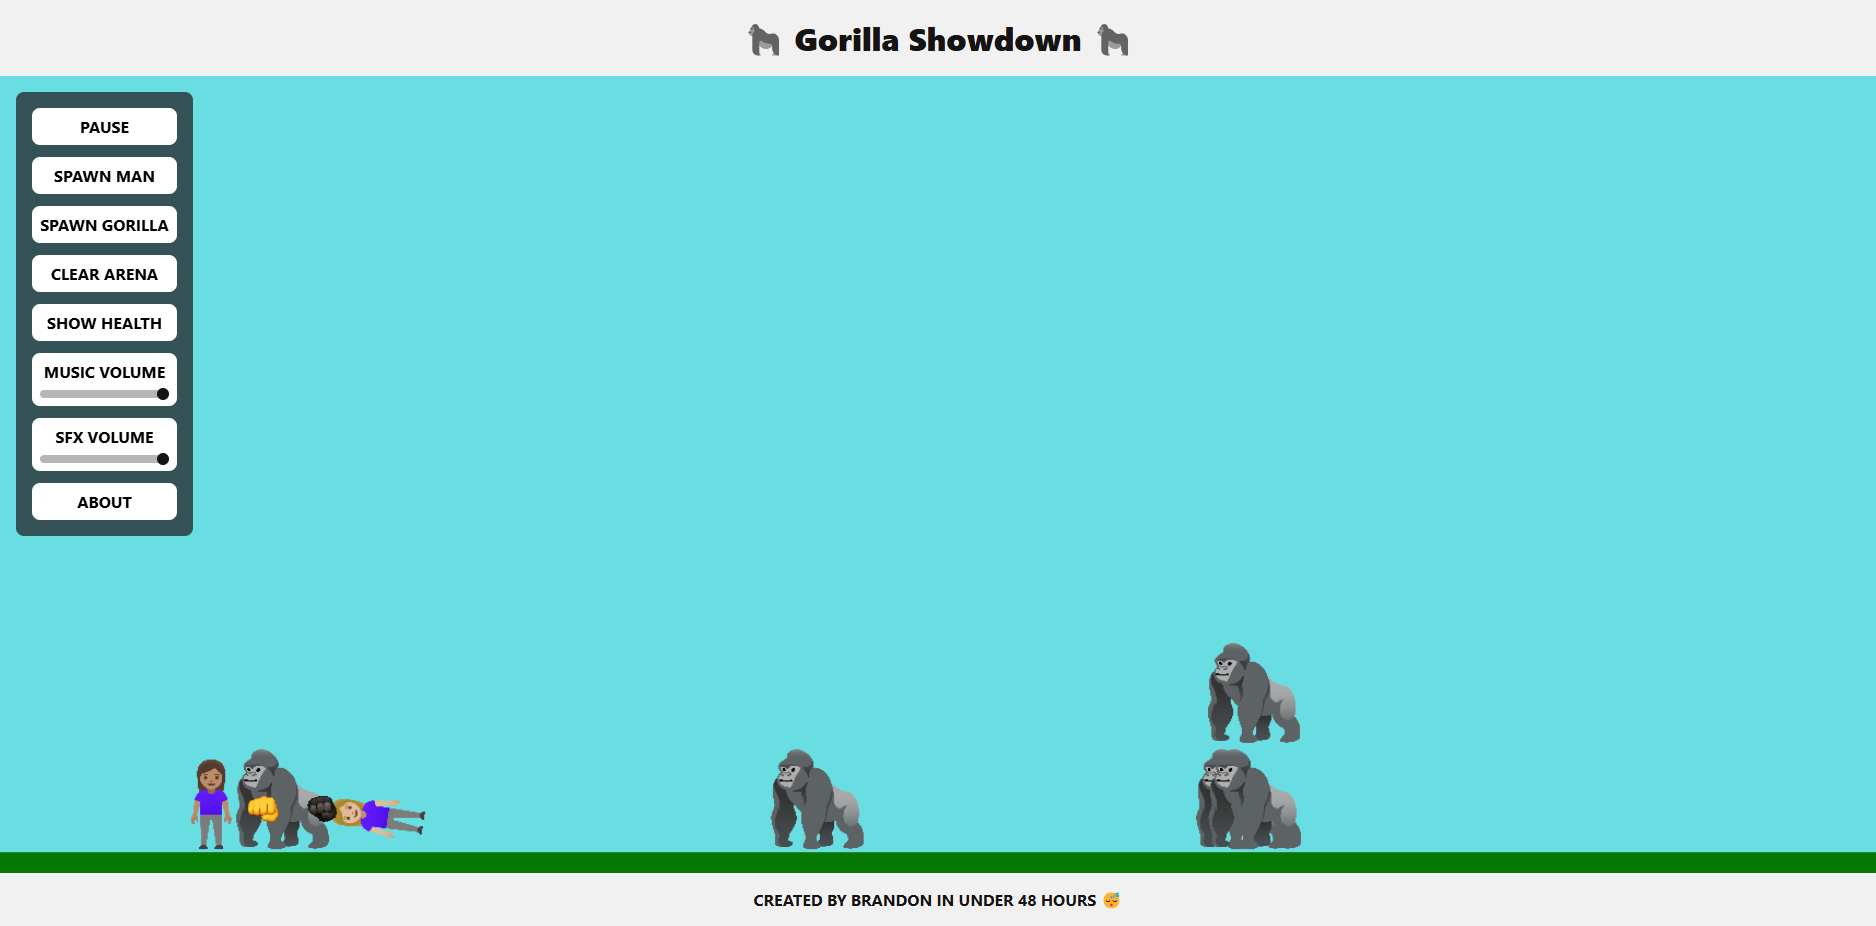 Gorilla Showdown
PAUSE
SPAWN MAN
SPAWN GORILLA
CLEAR ARENA
SHOW HEALTH
MUSIC VOLUME
SFX VOLUME
ABOUT
CREATED BY BRANDON IN UNDER 48 HOURS